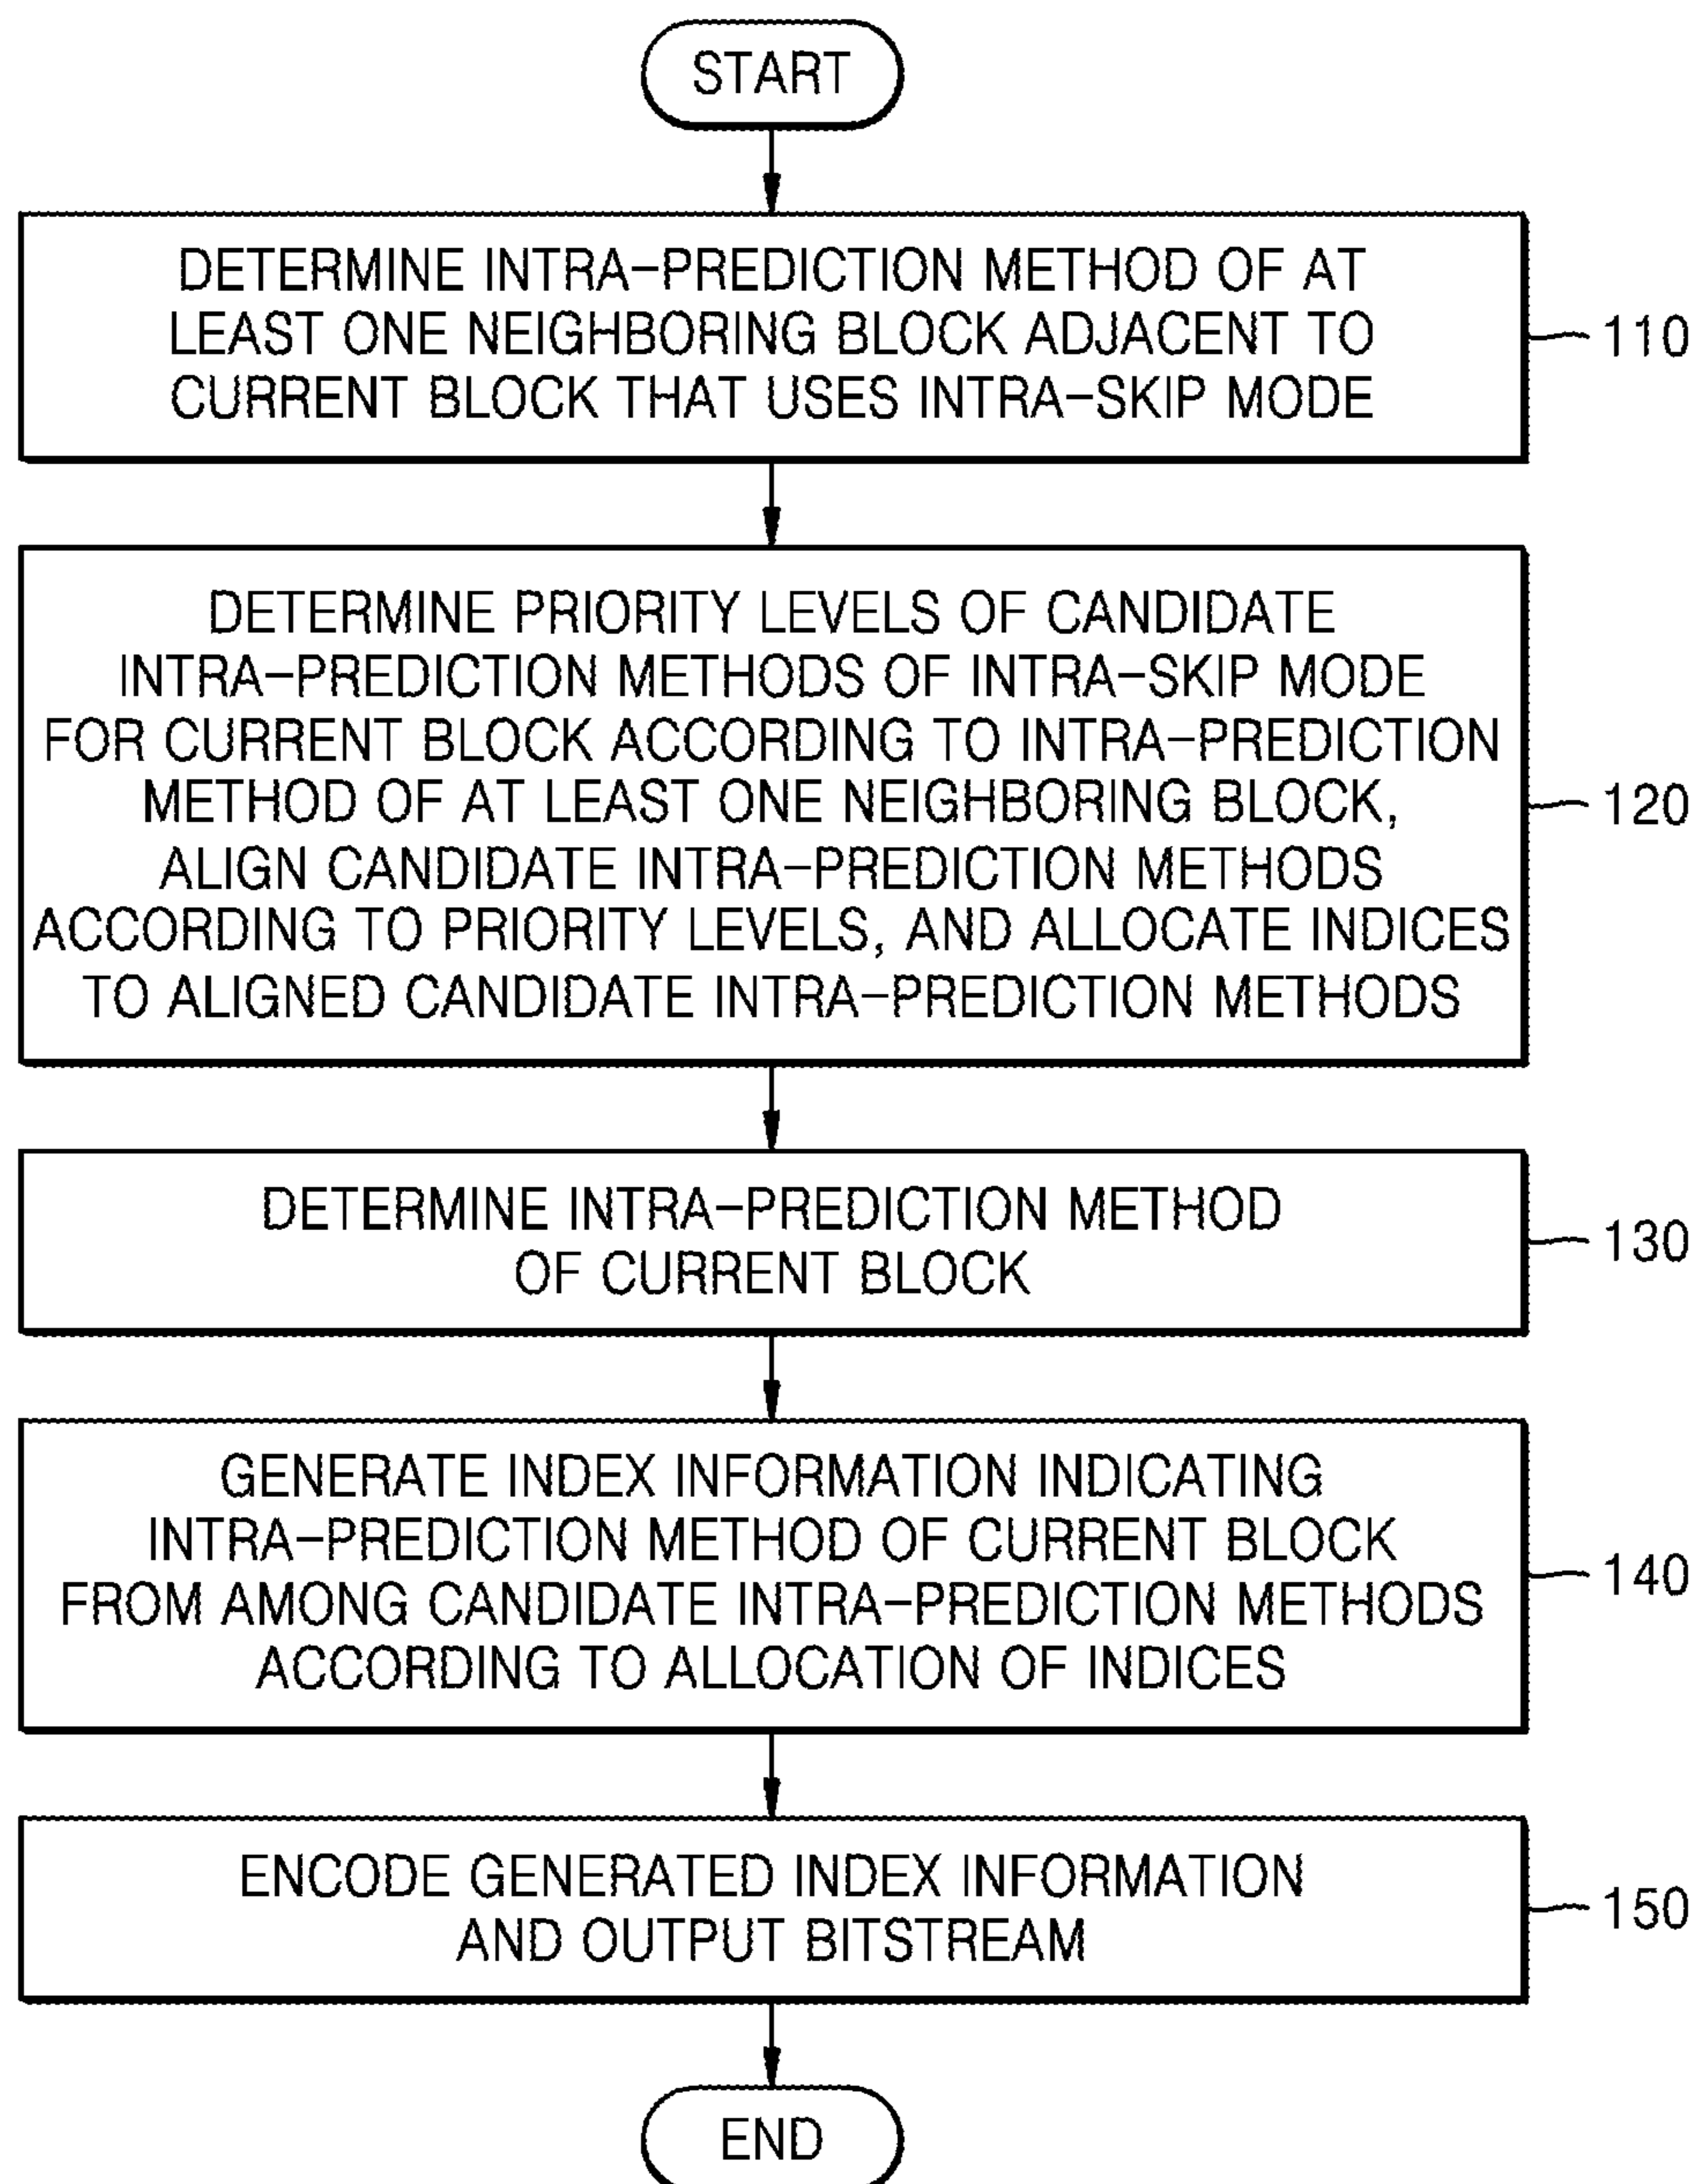 START
DETERMINE INTRA-PREDICTION METHOD OF AT
LEAST ONE NEIGHBORING BLOCK ADJACENT TO
CURRENT BLOCK THAT USES INTRA-SKIP MODE
110
DETERMINE PRIORITY LEVELS OF CANDIDATE
INTRA-PREDICTION METHODS OF INTRA-SKIP MODE
FOR CURRENT BLOCK ACCORDING TO INTRA-PREDICTION
METHOD OF AT LEAST ONE NEIGHBORING BLOCK,
ALIGN CANDIDATE INTRA-PREDICTION METHODS
ACCORDING TO PRIORITY LEVELS, AND ALLOCATE INDICES
TO ALIGNED CANDIDATE INTRA-PREDICTION METHODS
120
DETERMINE INTRA-PREDICTION METHOD
OF CURRENT BLOCK
130
GENERATE INDEX INFORMATION INDICATING
INTRA-PREDICTION METHOD OF CURRENT BLOCK
FROM AMONG CANDIDATE INTRA-PREDICTION METHODS
ACCORDING TO ALLOCATION OF INDICES
140
ENCODE GENERATED INDEX INFORMATION
AND OUTPUT BITSTREAM
150
END